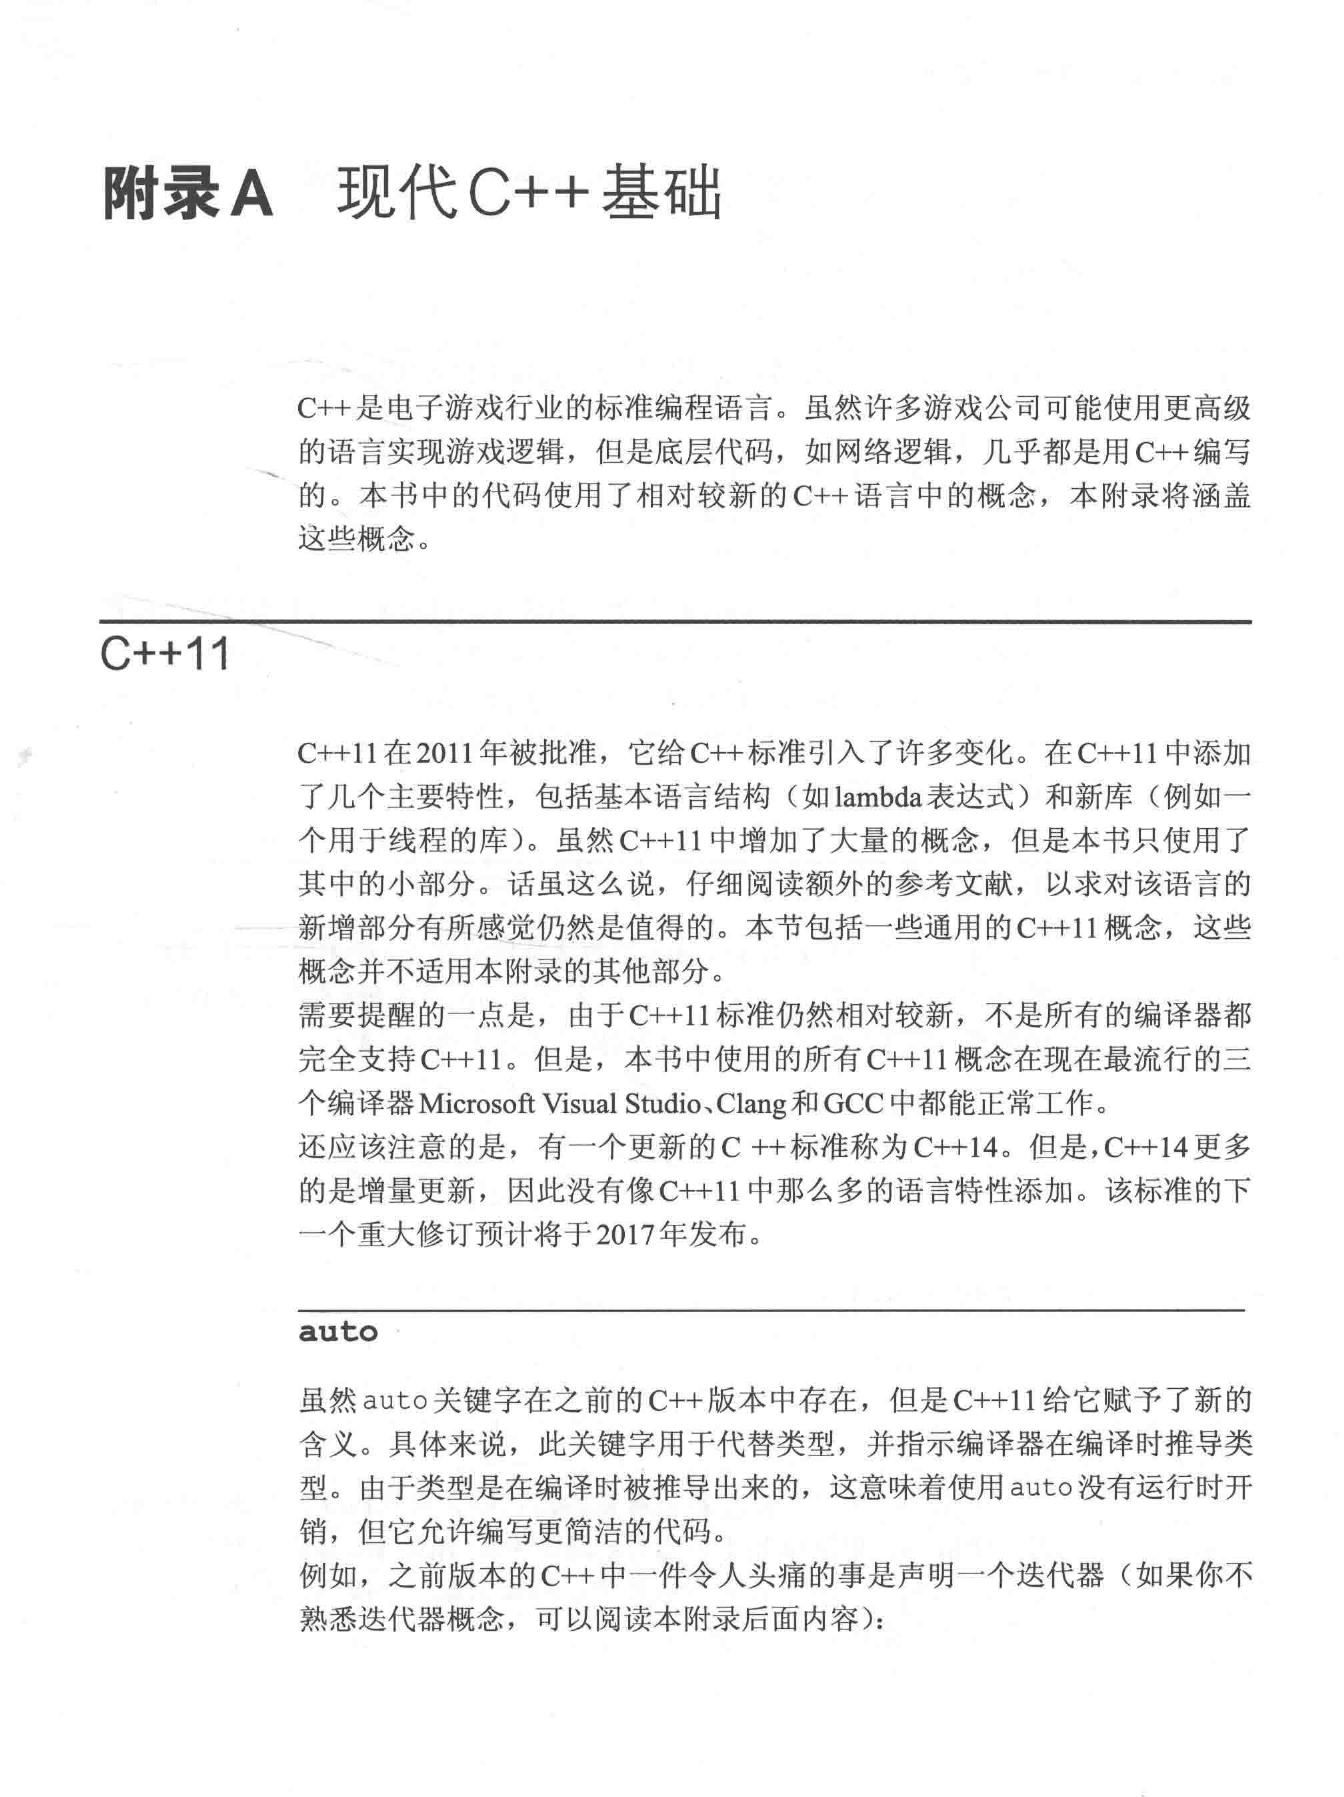 附录A 现代C++基础
C++是电子游戏行业的标准编程语言。虽然许多游戏公司可能使用更高级
的语言实现游戏逻辑，但是底层代码，如网络逻辑，几乎都是用C++编写
的。本书中的代码使用了相对较新的C++语言中的概念，本附录将涵盖
这些概念。
C++11
C++11在2011年被批准，它给C++标准引入了许多变化。在C++11中添加
了几个主要特性，包括基本语言结构（如lambda表达式）和新库（例如一
个用于线程的库）。虽然C++11中增加了大量的概念，但是本书只使用了
其中的小部分。话虽这么说，仔细阅读额外的参考文献，以求对该语言的
新增部分有所感觉仍然是值得的。本节包括一些通用的C++11概念，这些
概念并不适用本附录的其他部分。
需要提醒的一点是，由于C++11标准仍然相对较新，不是所有的编译器都
完全支持C++11。但是，本书中使用的所有C++11概念在现在最流行的三
个编译器Microsoft Visual Studio、Clang和GCC中都能正常工作。
还应该注意的是，有一个更新的C ++标准称为C++14。但是，C++14更多
的是增量更新，因此没有像C++11中那么多的语言特性添加。该标准的下
一个重大修订预计将于2017年发布。
auto
虽然auto关键字在之前的C++版本中存在，但是C++11给它赋予了新的
含义。具体来说，此关键字用于代替类型，并指示编译器在编译时推导类
型。由于类型是在编译时被推导出来的，这意味着使用auto没有运行时开
销，但它允许编写更简洁的代码。
例如，之前版本的C++中一件令人头痛的事是声明一个迭代器（如果你不
熟悉迭代器概念，可以阅读本附录后面内容）：